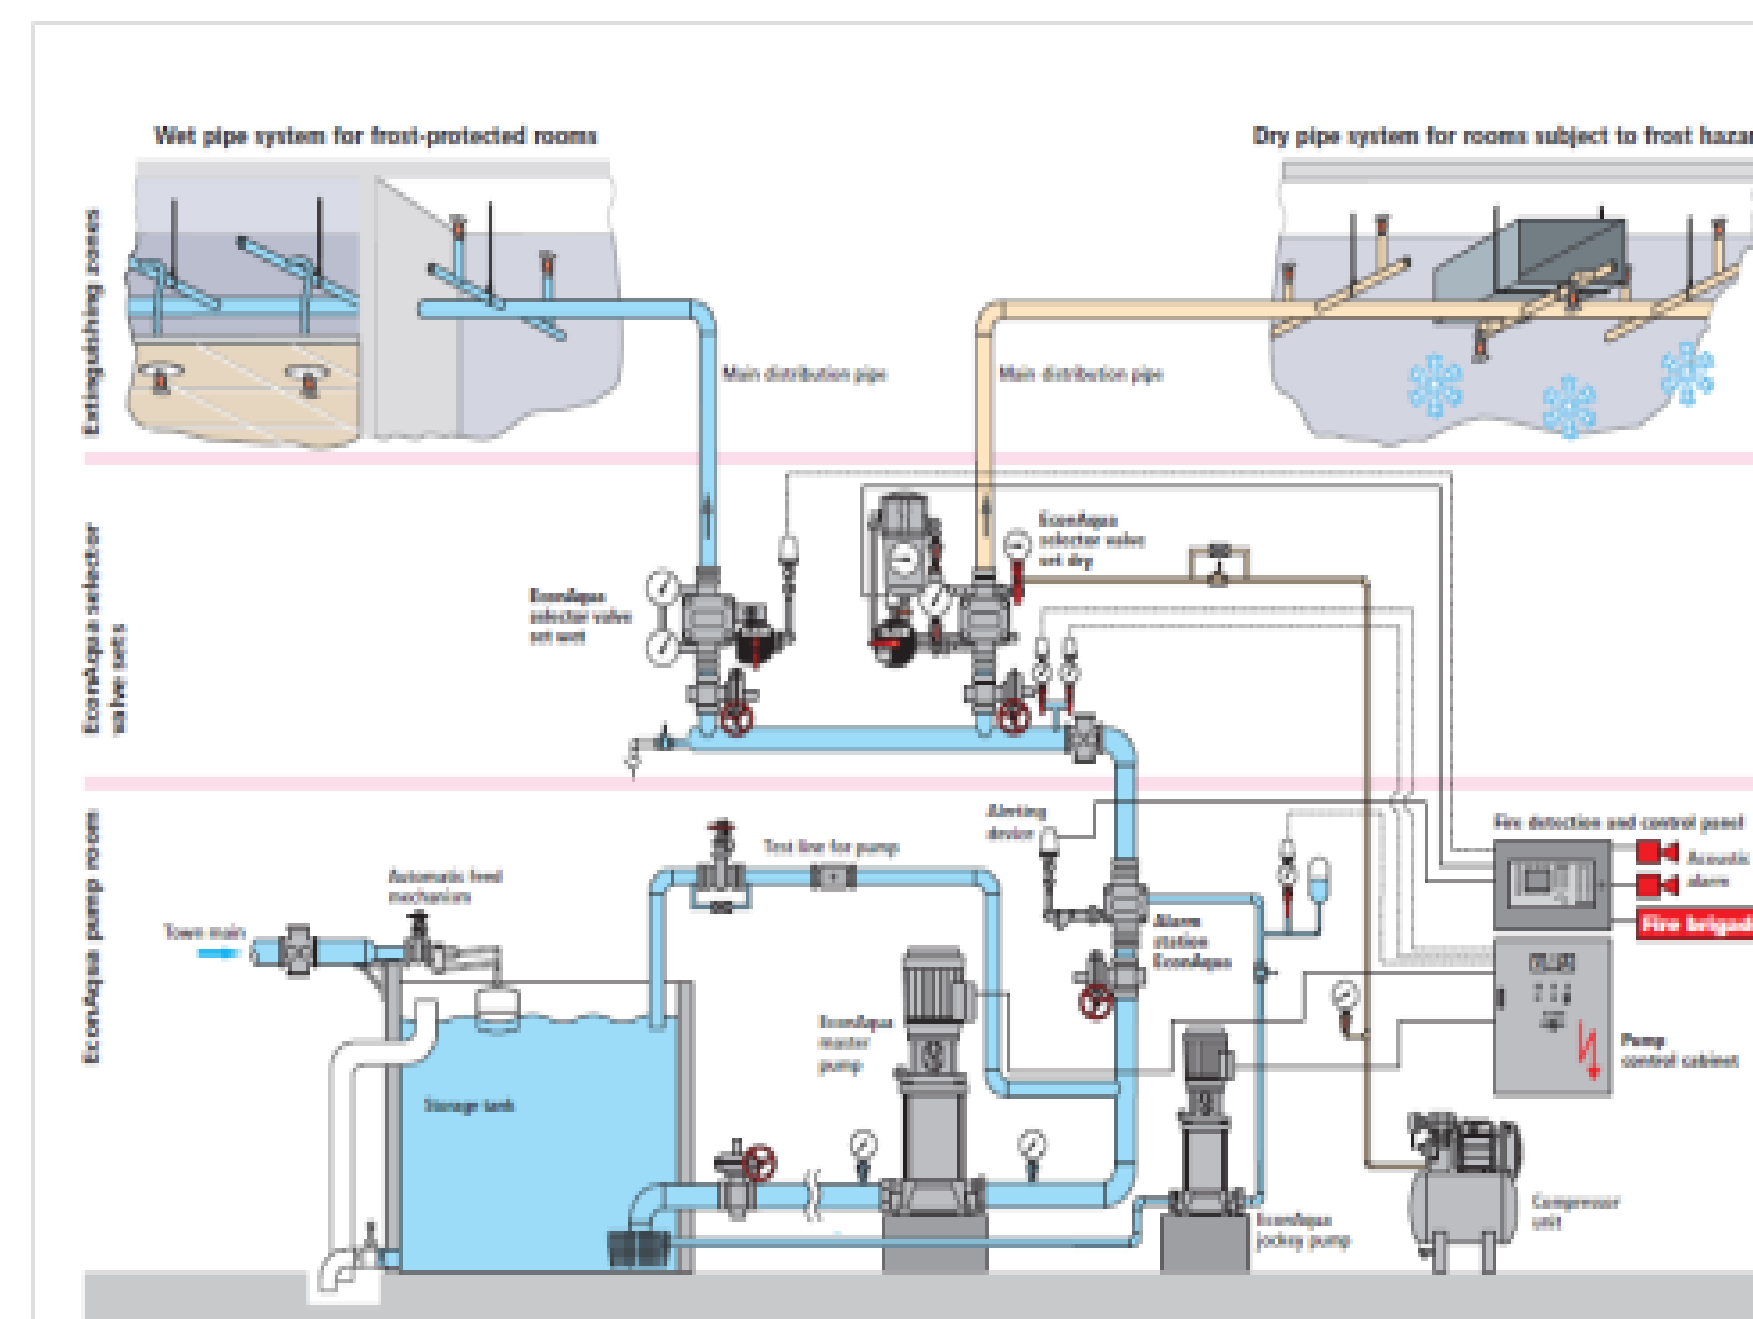 Wet pipe system for frost-protected rooms
Dry pipe system for rooms subject to frost hazar
Extinguishing zones
Main distribution pipe
Main distribution pipe
EconAqua selector
valve sets
EconAqua
selector valve
set wet
EconAqua
selector valve
set dry
EconAqua pump room
Alerting
device
Fire detection and control panel
Acoustic
alarm
Fire brigad
Test line for pump
Automatic feed
mechanism
Town main
Alarm
station
EconAqua
EconAqua
master
pump
Pump
control cabinet
Storage tank
Compressor
unit
EconAqua
jockey pump